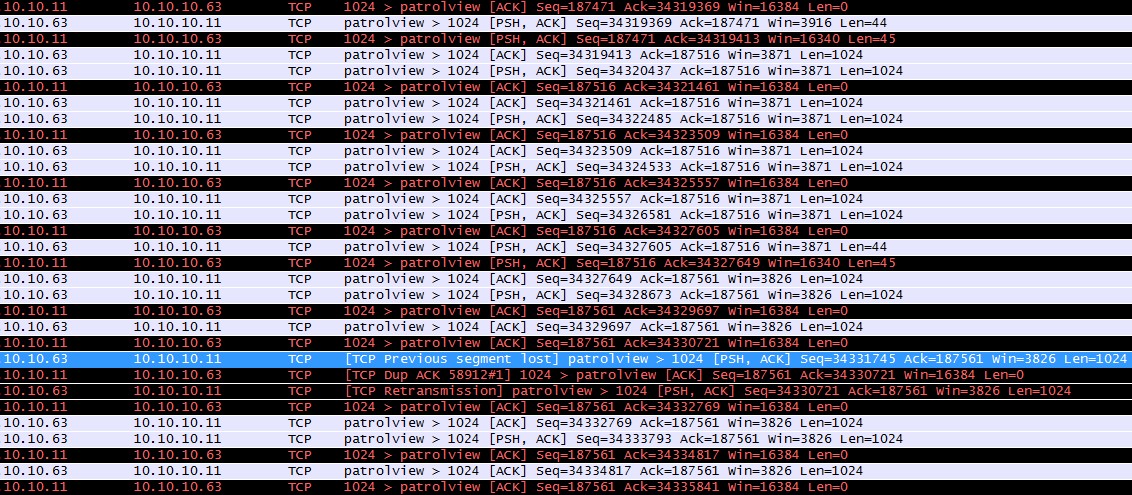 10.10.11 10.10.10.63 TCP 1024 > patrolview [ACK] Seq=187471 Ack=34319369 Win=16384 Len=0
10.10.63 10.10.10.11 TCP patrolview > 1024 [PSH, ACK] Seq=34319369 Ack=187471 Win=3916 Len=44
10.10.11 10.10.10.63 TCP 1024 > patrolview [PSH, ACK] Seq=187471 Ack=34319413 Win=16340 Len=45
10.10.63 10.10.10.11 TCP patrolview > 1024 [ACK] Seq=34319413 Ack=187516 Win=3871 Len=1024
10.10.63 10.10.10.11 TCP patrolview > 1024 [PSH, ACK] Seq=34320437 Ack=187516 Win=3871 Len=1024
10.10.11 10.10.10.63 TCP 1024 > patrolview [ACK] Seq=187516 Ack=34321461 Win=16384 Len=0
10.10.63 10.10.10.11 TCP patrolview > 1024 [ACK] Seq=34321461 Ack=187516 Win=3871 Len=1024
10.10.63 10.10.10.11 TCP patrolview > 1024 [PSH, ACK] Seq=34322485 Ack=187516 Win=3871 Len=1024
10.10.11 10.10.10.63 TCP 1024 > patrolview [ACK] Seq=187516 Ack=34323509 Win=16384 Len=0
10.10.63 10.10.10.11 TCP patrolview > 1024 [ACK] Seq=34323509 Ack=187516 Win=3871 Len=1024
10.10.63 10.10.10.11 TCP patrolview > 1024 [PSH, ACK] Seq=34324533 Ack=187516 Win=3871 Len=1024
10.10.11 10.10.10.63 TCP 1024 > patrolview [ACK] Seq=187516 Ack=34325557 Win=16384 Len=0
10.10.63 10.10.10.11 TCP patrolview > 1024 [ACK] Seq=34325557 Ack=187516 Win=3871 Len=1024
10.10.63 10.10.10.11 TCP patrolview > 1024 [PSH, ACK] Seq=34326581 Ack=187516 Win=3871 Len=1024
10.10.11 10.10.10.63 TCP 1024 > patrolview [ACK] Seq=187516 Ack=34327605 Win=16384 Len=0
10.10.63 10.10.10.11 TCP patrolview > 1024 [PSH, ACK] Seq=34327605 Ack=187516 Win=3871 Len=44
10.10.11 10.10.10.63 TCP 1024 > patrolview [PSH, ACK] Seq=187516 Ack=34327649 Win=16340 Len=45
10.10.63 10.10.10.11 TCP patrolview > 1024 [ACK] Seq=34327649 Ack=187561 Win=3826 Len=1024
10.10.63 10.10.10.11 TCP patrolview > 1024 [PSH, ACK] Seq=34328673 Ack=187561 Win=3826 Len=1024
10.10.11 10.10.10.63 TCP 1024 > patrolview [ACK] Seq=187561 Ack=34329697 Win=16384 Len=0
10.10.63 10.10.10.11 TCP patrolview > 1024 [ACK] Seq=34329697 Ack=187561 Win=3826 Len=1024
10.10.11 10.10.10.63 TCP 1024 > patrolview [ACK] Seq=187561 Ack=34330721 Win=16384 Len=0
10.10.63 10.10.10.11 TCP [TCP Previous segment lost] patrolview > 1024 [PSH, ACK] Seq=34331745 Ack=187561 Win=3826 Len=1024
10.10.11 10.10.10.63 TCP [TCP Dup ACK 58912#1] 1024 > patrolview [ACK] Seq=187561 Ack=34330721 Win=16384 Len=0
10.10.63 10.10.10.11 TCP [TCP Retransmission] patrolview > 1024 [PSH, ACK] Seq=34330721 Ack=187561 Win=3826 Len=1024
10.10.11 10.10.10.63 TCP 1024 > patrolview [ACK] Seq=187561 Ack=34332769 Win=16384 Len=0
10.10.63 10.10.10.11 TCP patrolview > 1024 [ACK] Seq=34332769 Ack=187561 Win=3826 Len=1024
10.10.63 10.10.10.11 TCP patrolview > 1024 [PSH, ACK] Seq=34333793 Ack=187561 Win=3826 Len=1024
10.10.11 10.10.10.63 TCP 1024 > patrolview [ACK] Seq=187561 Ack=34334817 Win=16384 Len=0
10.10.63 10.10.10.11 TCP patrolview > 1024 [ACK] Seq=34334817 Ack=187561 Win=3826 Len=1024
10.10.11 10.10.10.63 TCP 1024 > patrolview [ACK] Seq=187561 Ack=34335841 Win=16384 Len=0